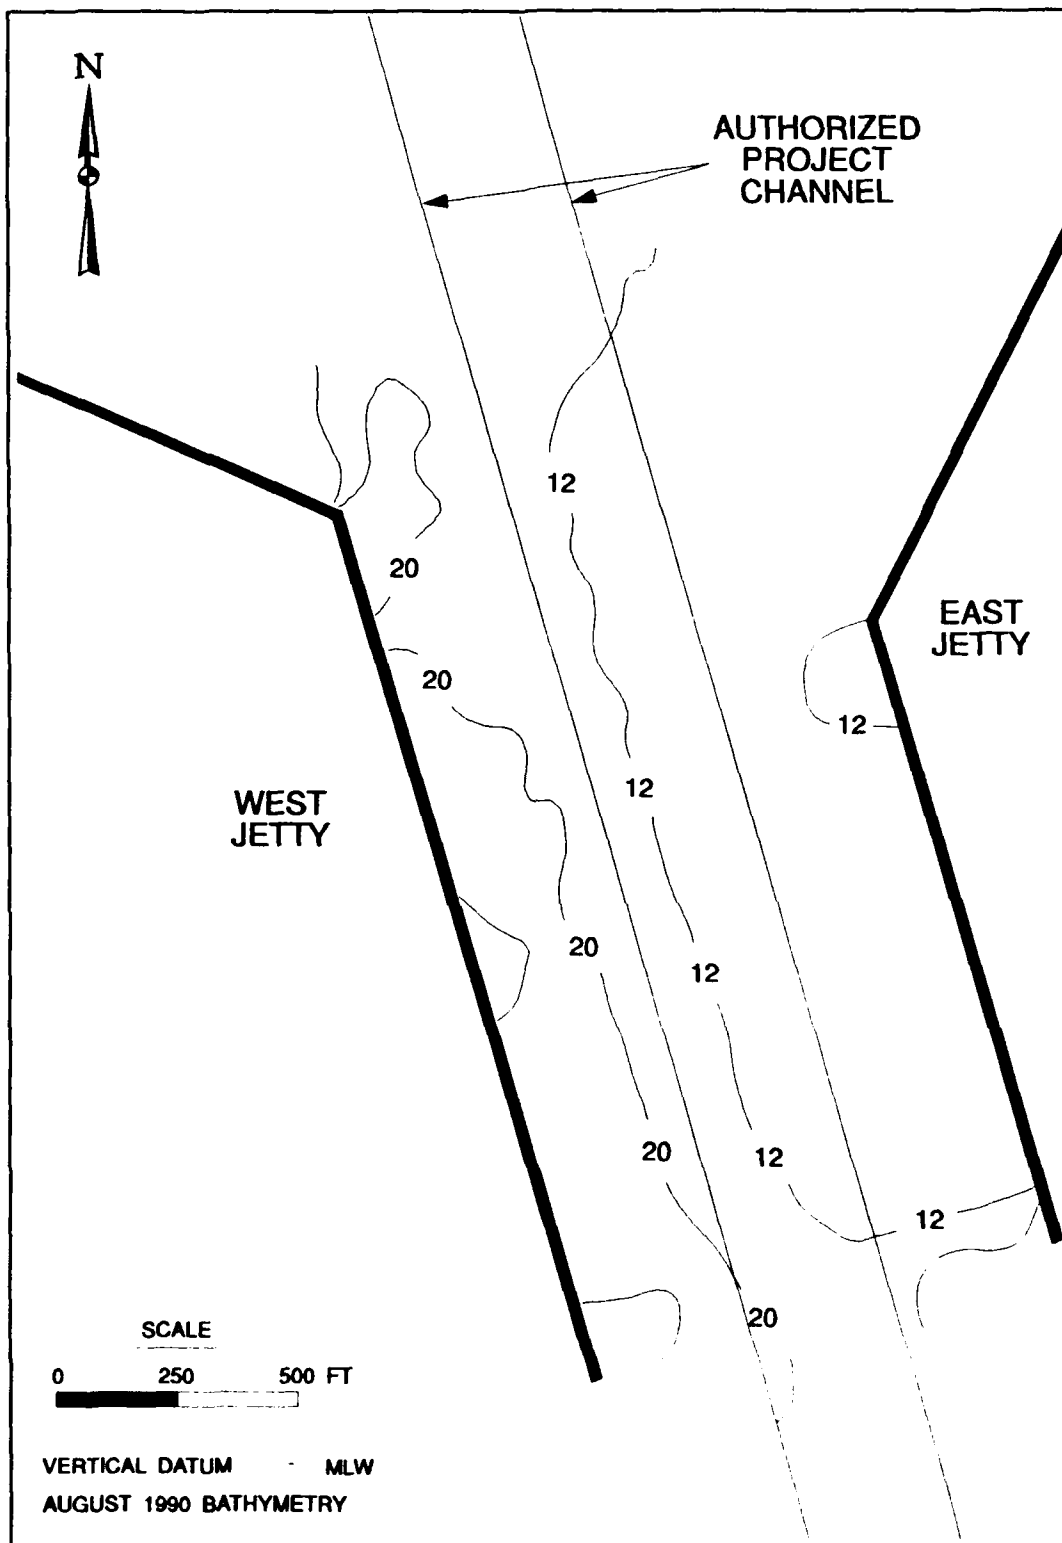 N
AUTHORIZED
PROJECT
CHANNEL
12
20
EAST
JETTY
20
12
12
WEST
JETTY
20
12
20
12
12
20
SCALE
0 250 500 FT
VERTICAL DATUM - MLW
AUGUST 1990 BATHYMETRY